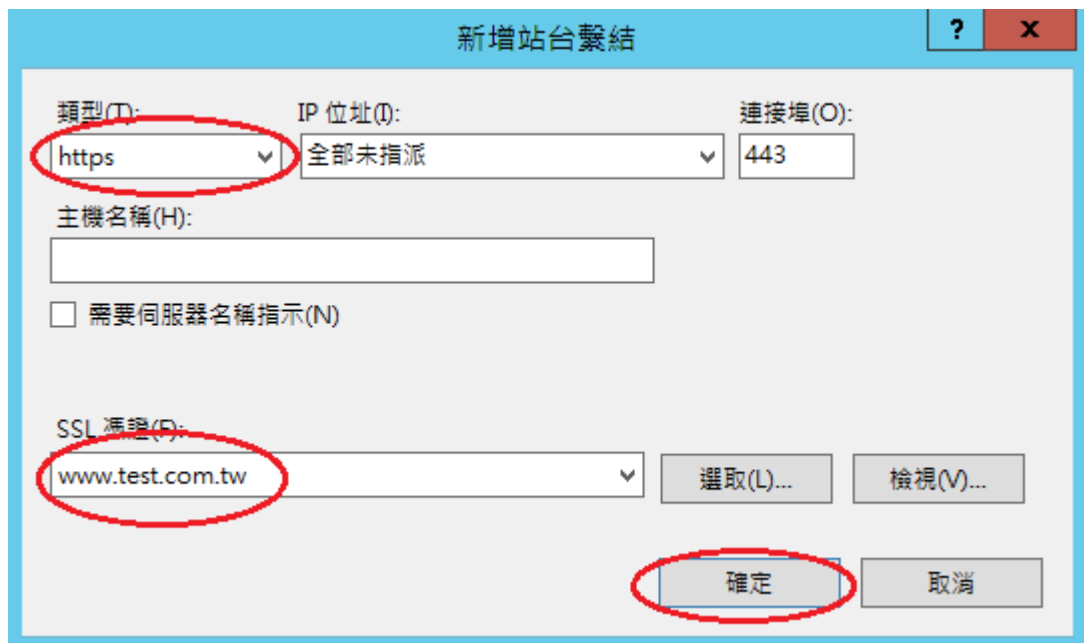 新增站台繫結
? x
類型(T): IP 位址(I): 連接埠(O):
https 全部未指派 443
主機名稱(H):
需要伺服器名稱指示(N)
SSL 憑證(F):
www.test.com.tw 選取(L)... 檢視(V)...
確定 取消